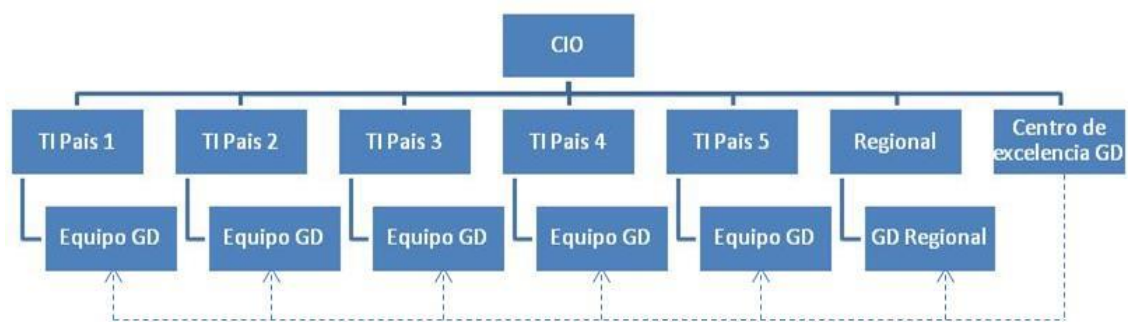 CIO
TI Pais 1
TI Pais 2
TI Pais 3
TI Pais 4
TI Pais 5
Regional
Centro de
excelencia GD
Equipo GD
Equipo GD
Equipo GD
Equipo GD
Equipo GD
GD Regional